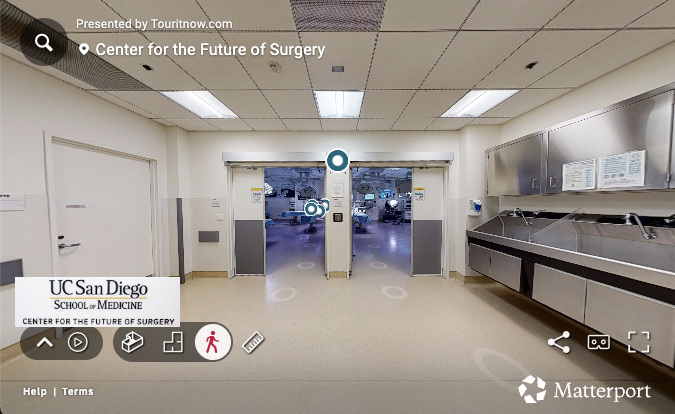 Presented by Touritnow.com
Center for the Future of Surgery
UC San Diego
SCHOOL OF MEDICINE
CENTER FOR THE FUTURE OF SURGERY
Help | Terms
Matterport